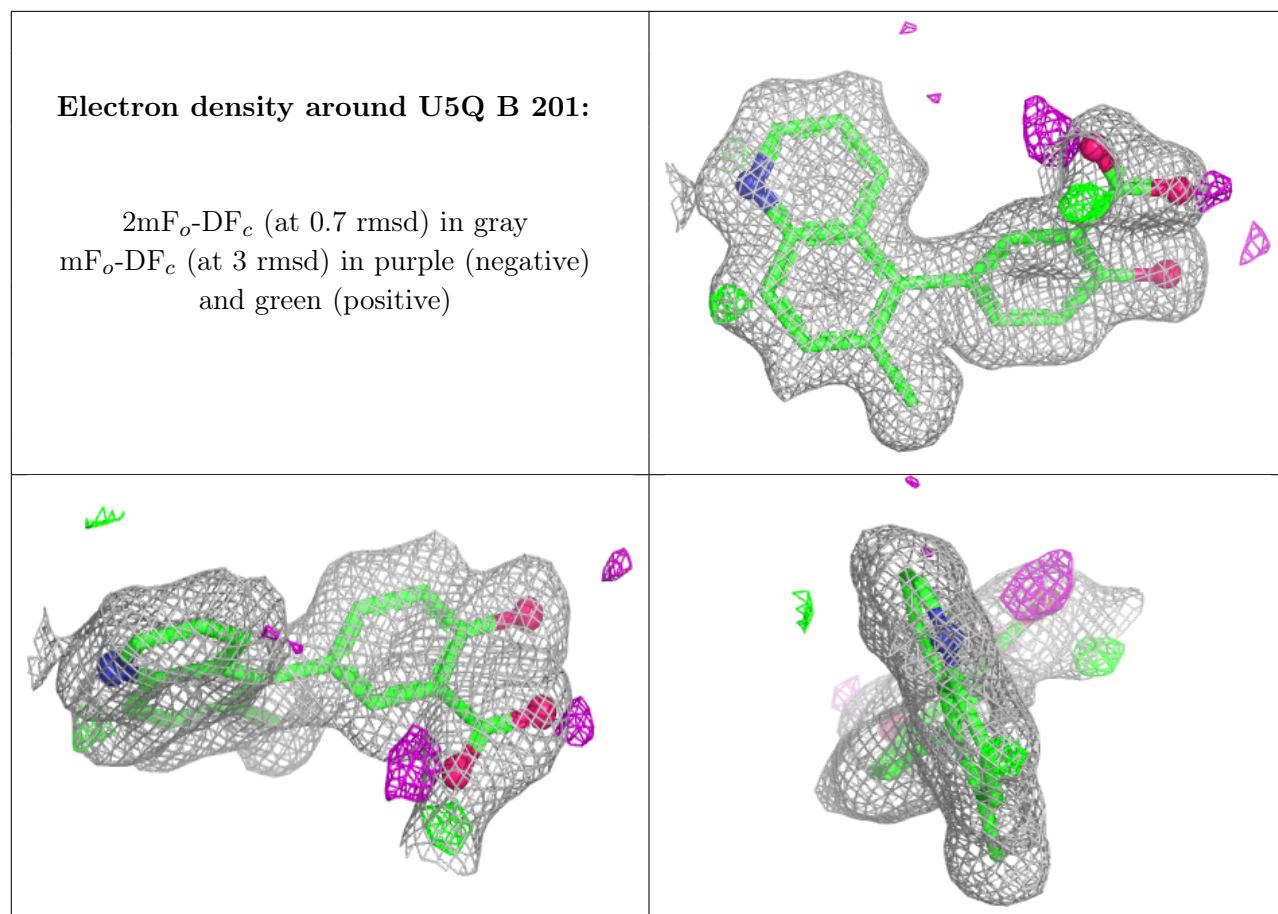 Electron density around U5Q B 201:
2mFo-DFc (at 0.7 rmsd) in gray
mFo-DFc (at 3 rmsd) in purple (negative)
and green (positive)